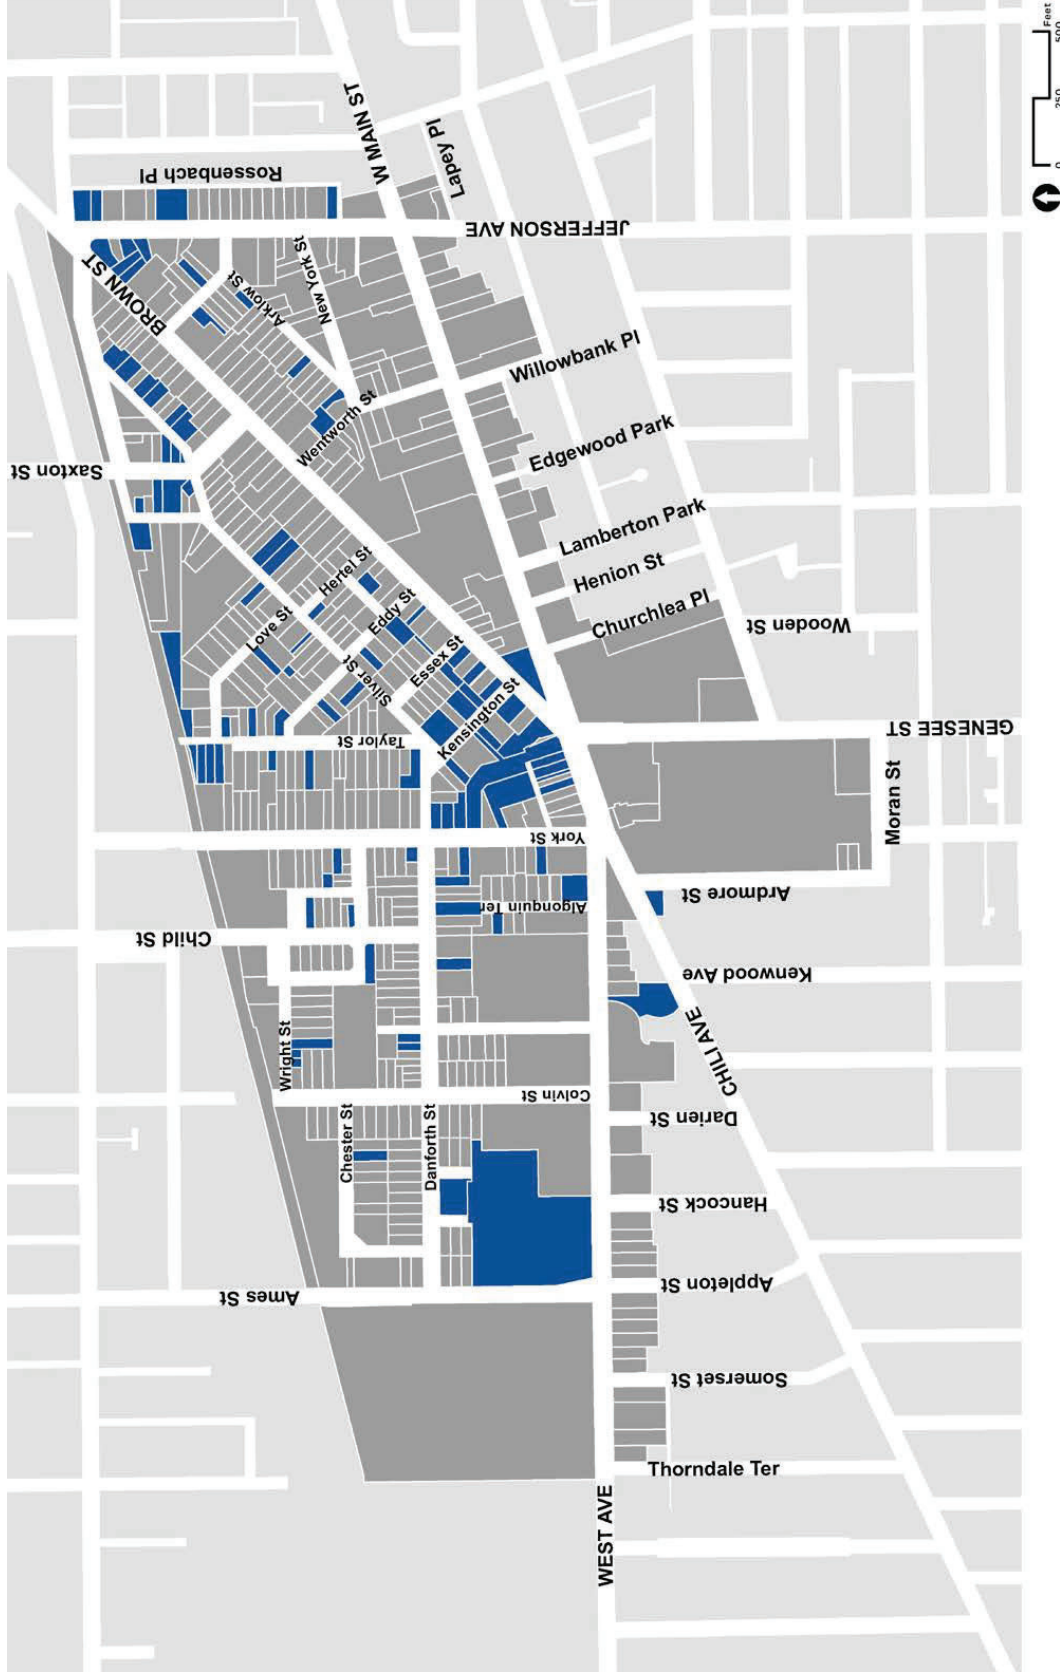 Rossenbach Pl
W MAIN ST
Lapey Pl
JEFFERSON AVE
BROWN ST
Arklow St
New York St
Willowbank Pl
Wentworth St
Saxton St
Edgewood Park
Lamberton Park
Henion St
Churchlea Pl
Wooden St
Hertel St
Love St
Eddy St
Essex St
Silver St
Kensington St
Taylor St
GENESEE ST
Moran St
York St
Ardmore St
Algonquin Ter
Child St
Kenwood Ave
Wright St
CHILI AVE
Colvin St
Darien St
Chester St
Danforth St
Hancock St
Ames St
Appleton St
Somerset St
Thorndale Ter
WEST AVE
0
250
500
Feet